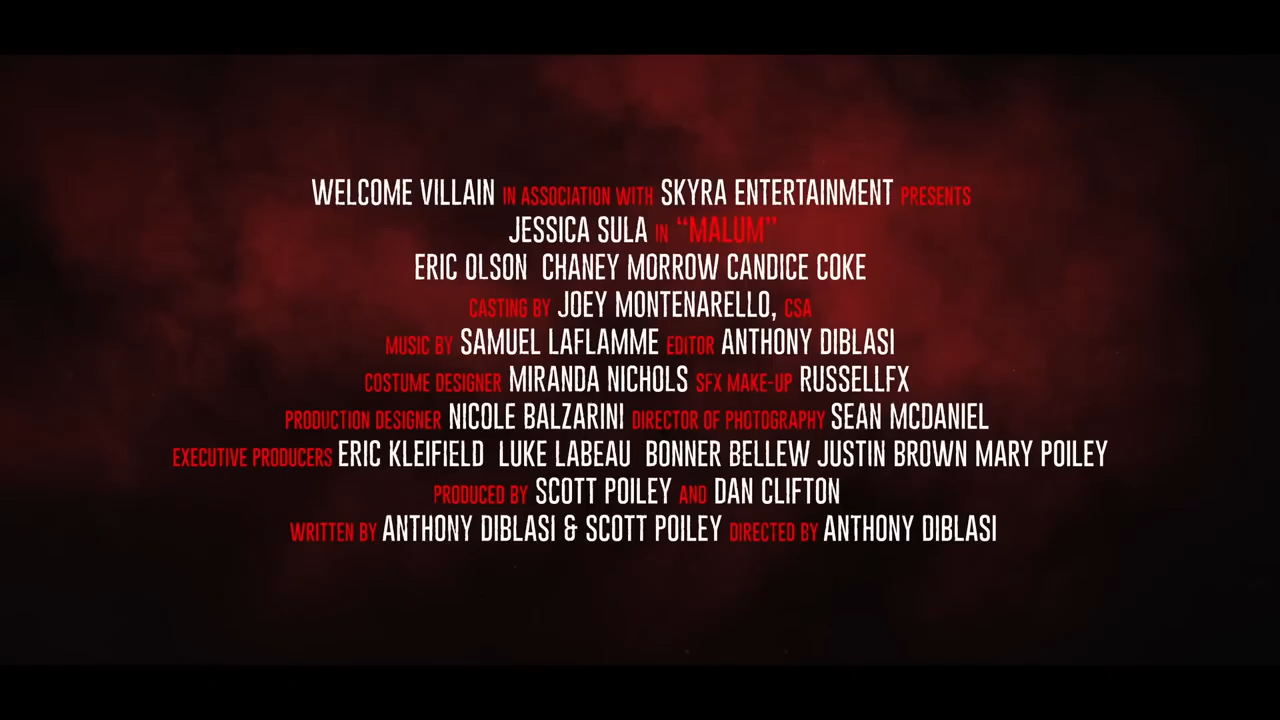 WELCOME VILLAIN IN ASSOCIATION WITH SKYRA ENTERTAINMENT PRESENTS
JESSICA SULA IN “MALUM”
ERIC OLSON CHANEY MORROW CANDICE COKE
CASTING BY JOEY MONTENARELLO, CSA
MUSIC BY SAMUEL LAFLAMME EDITOR ANTHONY DIBLASI
COSTUME DESIGNER MIRANDA NICHOLS SFX MAKE-UP RUSSELLFX
PRODUCTION DESIGNER NICOLE BALZARINI DIRECTOR OF PHOTOGRAPHY SEAN MCDANIEL
EXECUTIVE PRODUCERS ERIC KLEIFIELD LUKE LABEAU BONNER BELLEW JUSTIN BROWN MARY POILEY
PRODUCED BY SCOTT POILEY AND DAN CLIFTON
WRITTEN BY ANTHONY DIBLASI & SCOTT POILEY DIRECTED BY ANTHONY DIBLASI